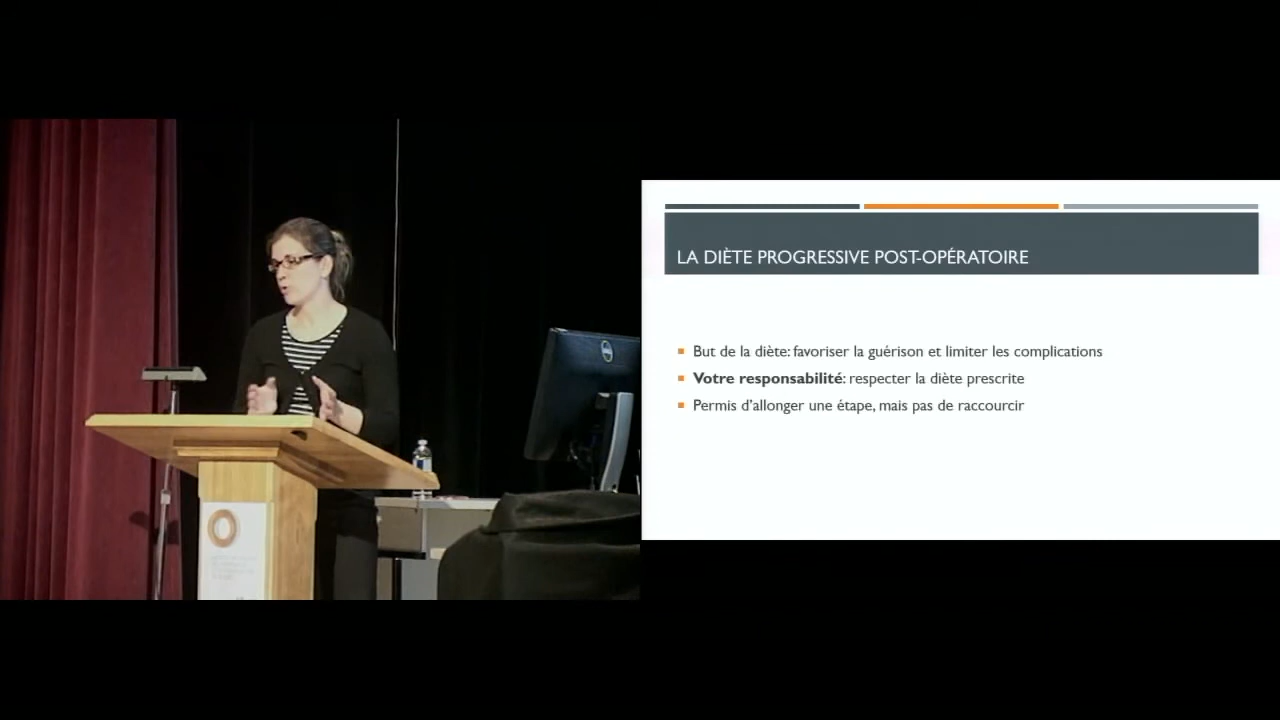 LA DIÈTE PROGRESSIVE POST-OPÉRATOIRE
But de la diète: favoriser la guérison et limiter les complications
Votre responsabilité: respecter la diète prescrite
Permis d'allonger une étape, mais pas de raccourcir